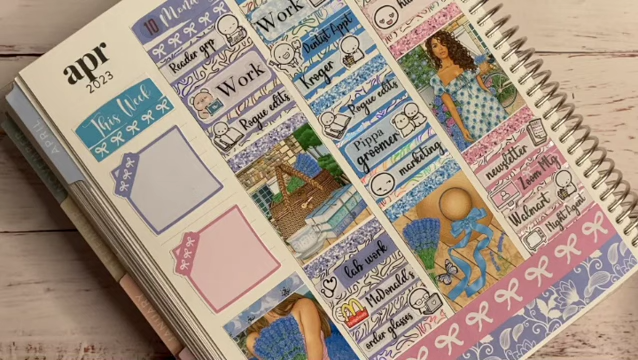 apr
2023
APRIL
This Week
10 Mond
Reader grp
Work
Rogue edits
lab work
McDonald's
order glasses
Work
Dentist Appt
Kroger
Rogue edits
Pippa
groomer
marketing
newsletter
Zoom Mtg
Walmart
Night Agent